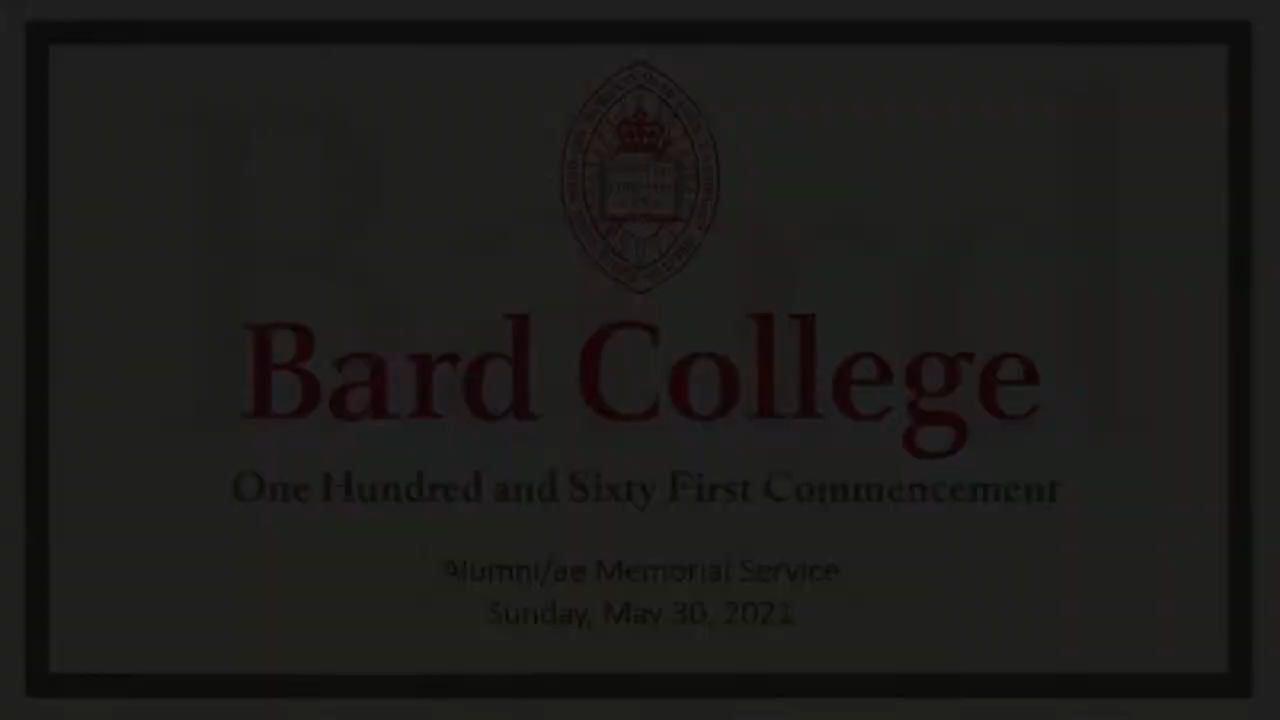 Bard College
One Hundred and Sixty First Commencement
Alumni/ae Memorial Service
Sunday, May 30, 2021